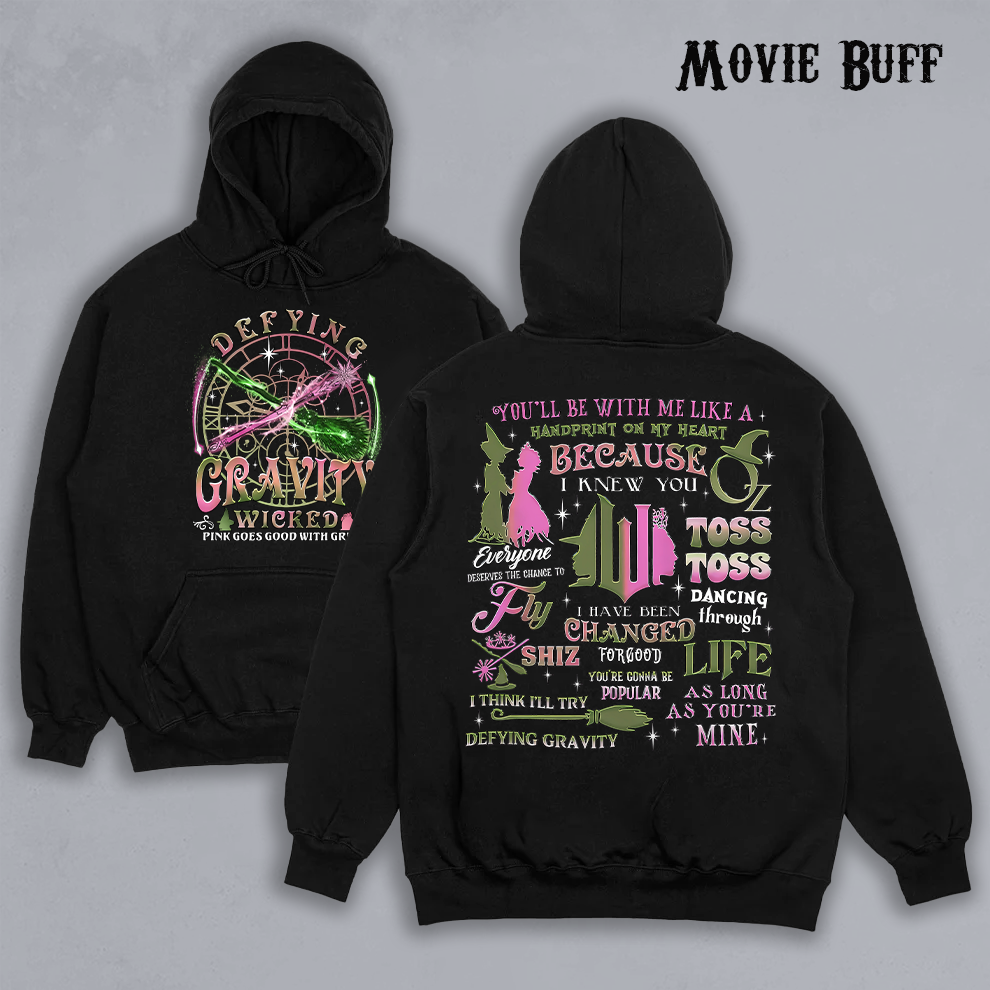 MOVIE BUFF
DEFYING
GRAVITY
WICKED
PINK GOES GOOD WITH GR
YOU'LL BE WITH ME LIKE A
HANDPRINT ON MY HEART
BECAUSE
I KNEW YOU
OZ
TOSS
TOSS
Everyone
DESERVES THE CHANCE TO
Fly
W
DANCING
through
LIFE
I HAVE BEEN
CHANGED
FOR GOOD
SHIZ
YOU'RE GONNA BE
POPULAR
I THINK I'LL TRY
DEFYING GRAVITY
AS LONG
AS YOU'RE
MINE